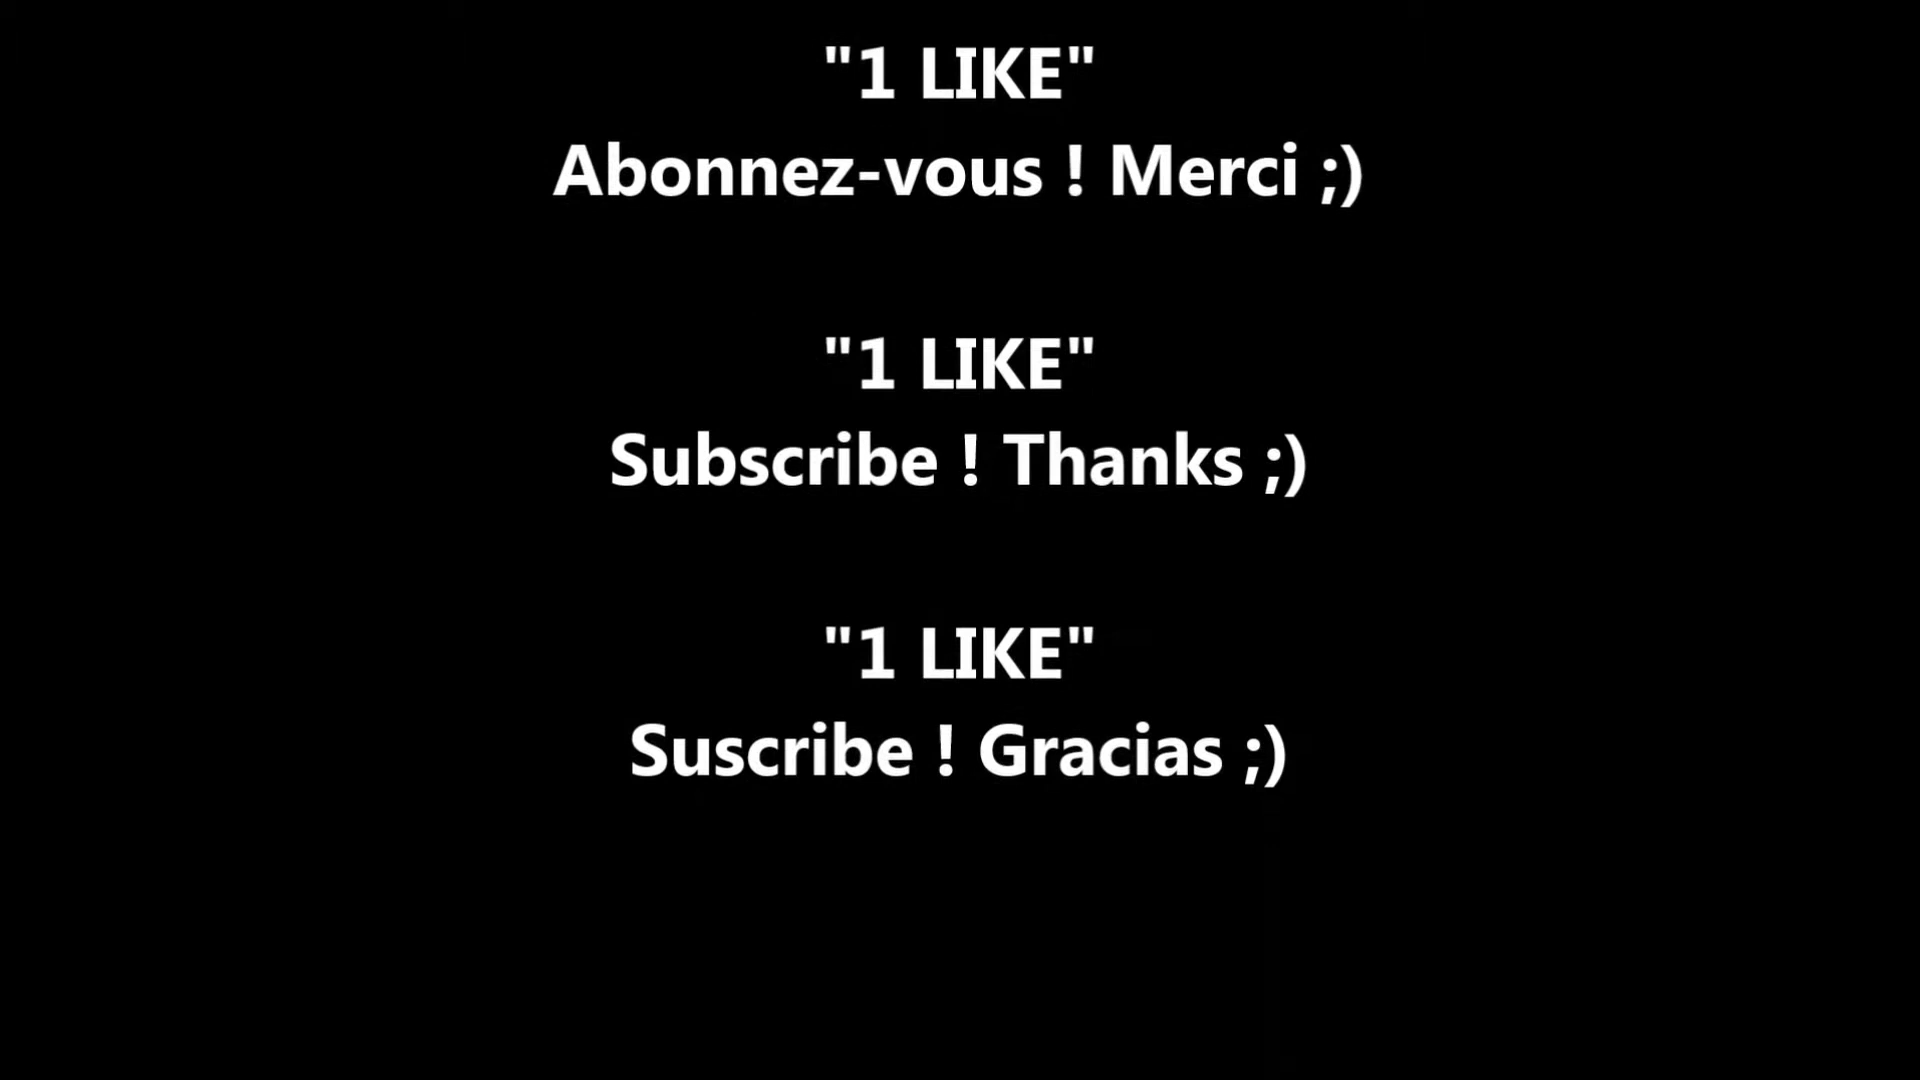 "1 LIKE"
Abonnez-vous ! Merci ;)
"1 LIKE"
Subscribe ! Thanks ;)
"1 LIKE"
Suscribe ! Gracias ;)